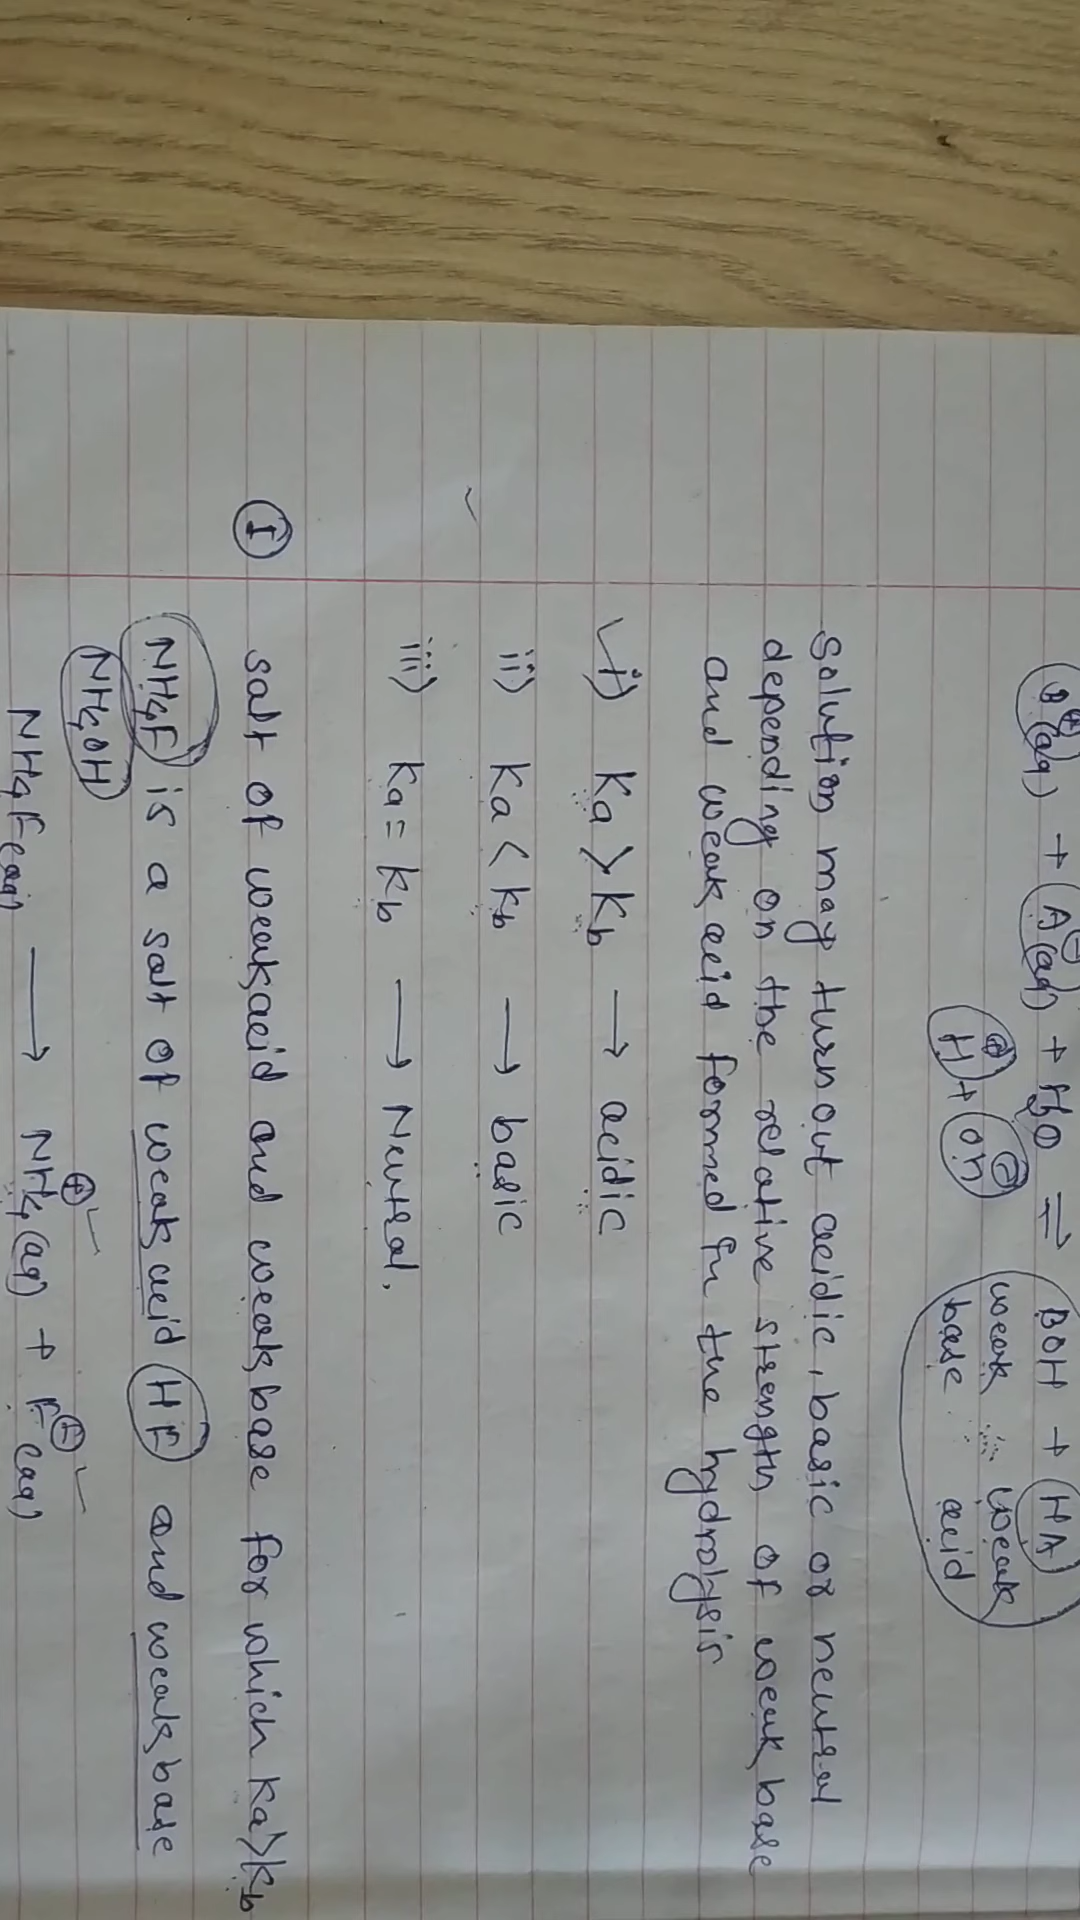 B⊕(aq) + A⊖(aq) + H2O ⇌ BOH + HA
H⊕ + OH⊖ weak weak
base acid
Solution may turn out acidic, basic or neutral
depending on the relative strength of weak base
and weak acid formed in the hydrolysis
i) Ka > Kb → acidic
ii) Ka < Kb → basic
iii) Ka = Kb → Neutral.
I salt of weak acid and weak base for which Ka > Kb
NH4F is a salt of weak acid HF and weak base
NH4OH
NH4F(aq) → NH4⊕(aq) + F⊖(aq)